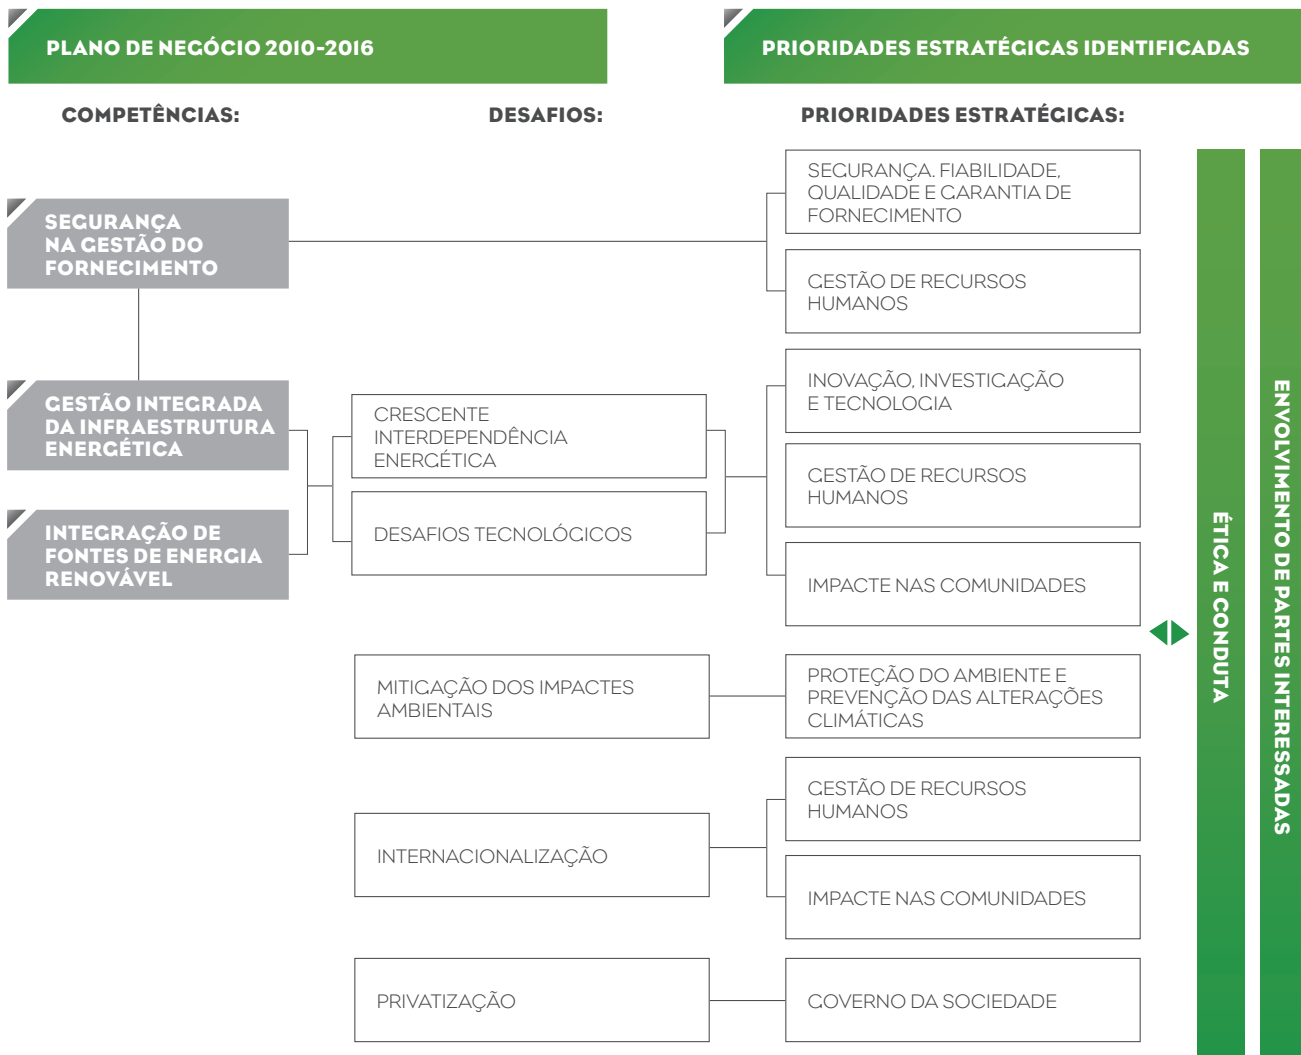 PLANO DE NEGÓCIO 2010-2016
PRIORIDADES ESTRATÉGICAS IDENTIFICADAS
COMPETÊNCIAS:
DESAFIOS:
PRIORIDADES ESTRATÉGICAS:
SEGURANÇA
NA GESTÃO DO
FORNECIMENTO
SEGURANÇA. FIABILIDADE,
QUALIDADE E GARANTIA DE
FORNECIMENTO
GESTÃO DE RECURSOS
HUMANOS
GESTÃO INTEGRADA
DA INFRAESTRUTURA
ENERGÉTICA
INTEGRAÇÃO DE
FONTES DE ENERGIA
RENOVÁVEL
CRESCENTE
INTERDEPENDÊNCIA
ENERGÉTICA
DESAFIOS TECNOLÓGICOS
INOVAÇÃO, INVESTIGAÇÃO
E TECNOLOGIA
GESTÃO DE RECURSOS
HUMANOS
IMPACTE NAS COMUNIDADES
MITIGAÇÃO DOS IMPACTES
AMBIENTAIS
PROTEÇÃO DO AMBIENTE E
PREVENÇÃO DAS ALTERAÇÕES
CLIMÁTICAS
INTERNACIONALIZAÇÃO
GESTÃO DE RECURSOS
HUMANOS
IMPACTE NAS COMUNIDADES
PRIVATIZAÇÃO
GOVERNO DA SOCIEDADE
ÉTICA E CONDUTA
ENVOLVIMENTO DE PARTES INTERESSADAS